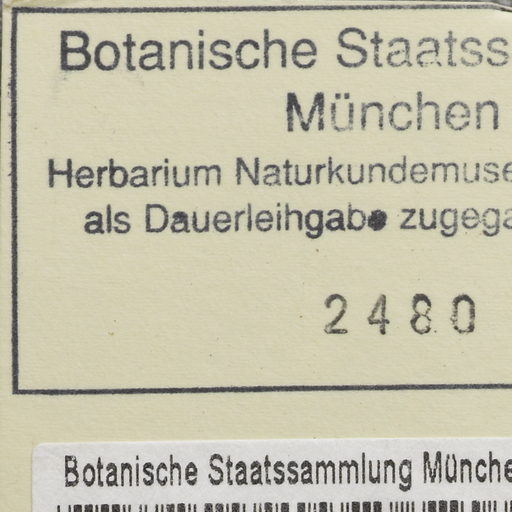 Botanische Staatss
München
Herbarium Naturkundemuse
als Dauerleihgabe zugega
2480
Botanische Staatssammlung Münche